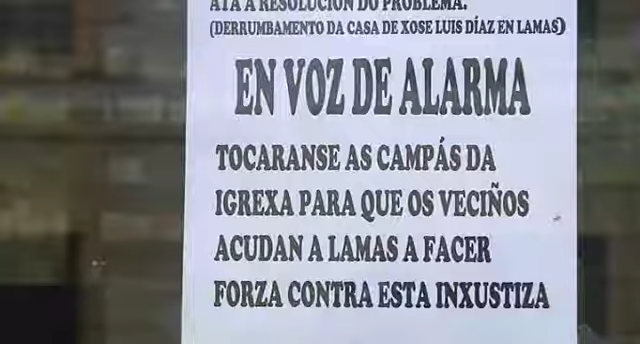 ATA A RESOLUCION DO PROBLEMA.
(DERRUMBAMENTO DA CASA DE XOSE LUIS DÍAZ EN LAMAS)
EN VOZ DE ALARMA
TOCARANSE AS CAMPÁS DA
IGREXA PARA QUE OS VECIÑOS
ACUDAN A LAMAS A FACER
FORZA CONTRA ESTA INXUSTIZA